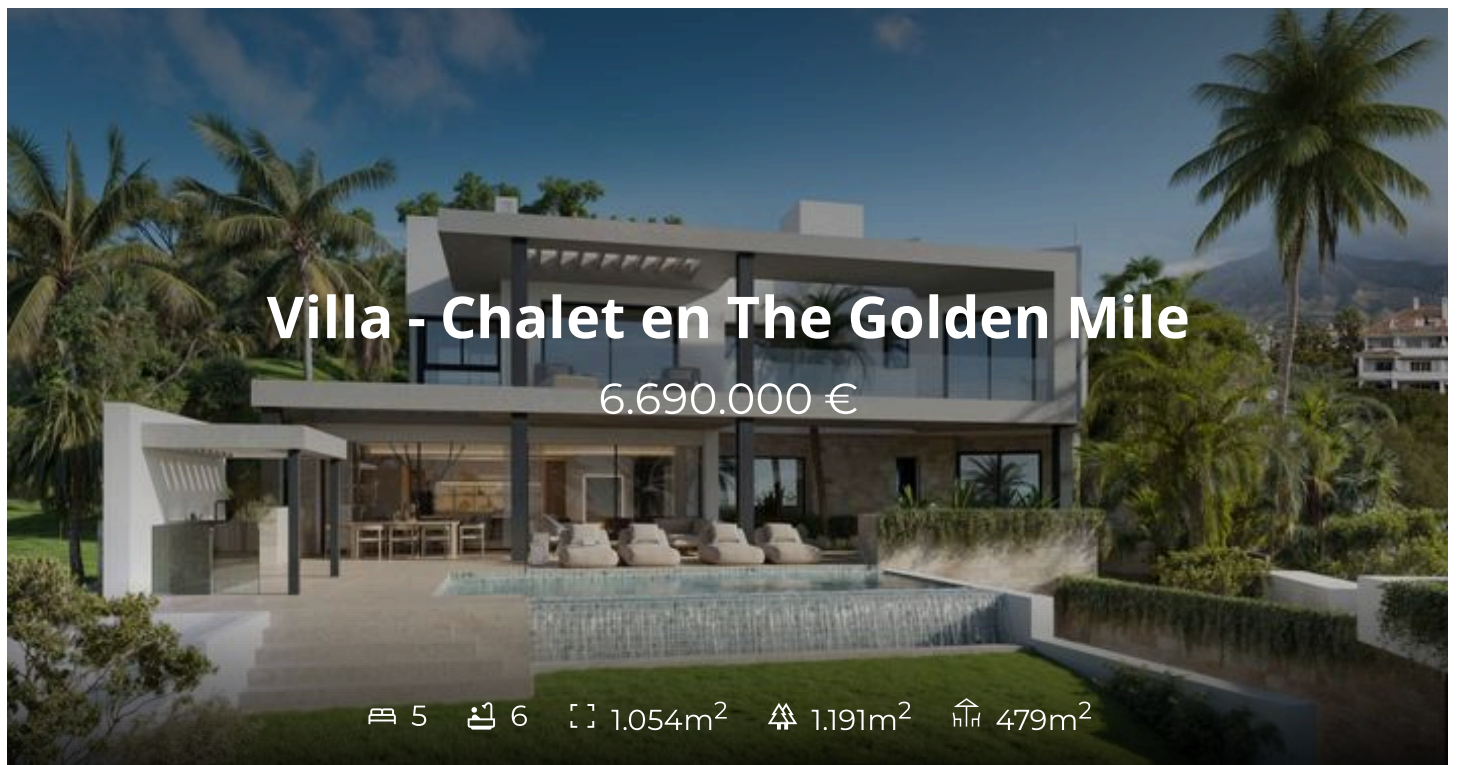 Villa - Chalet en The Golden Mile
6.690.000 €
5 6 1.054m² 1.191m² 479m²